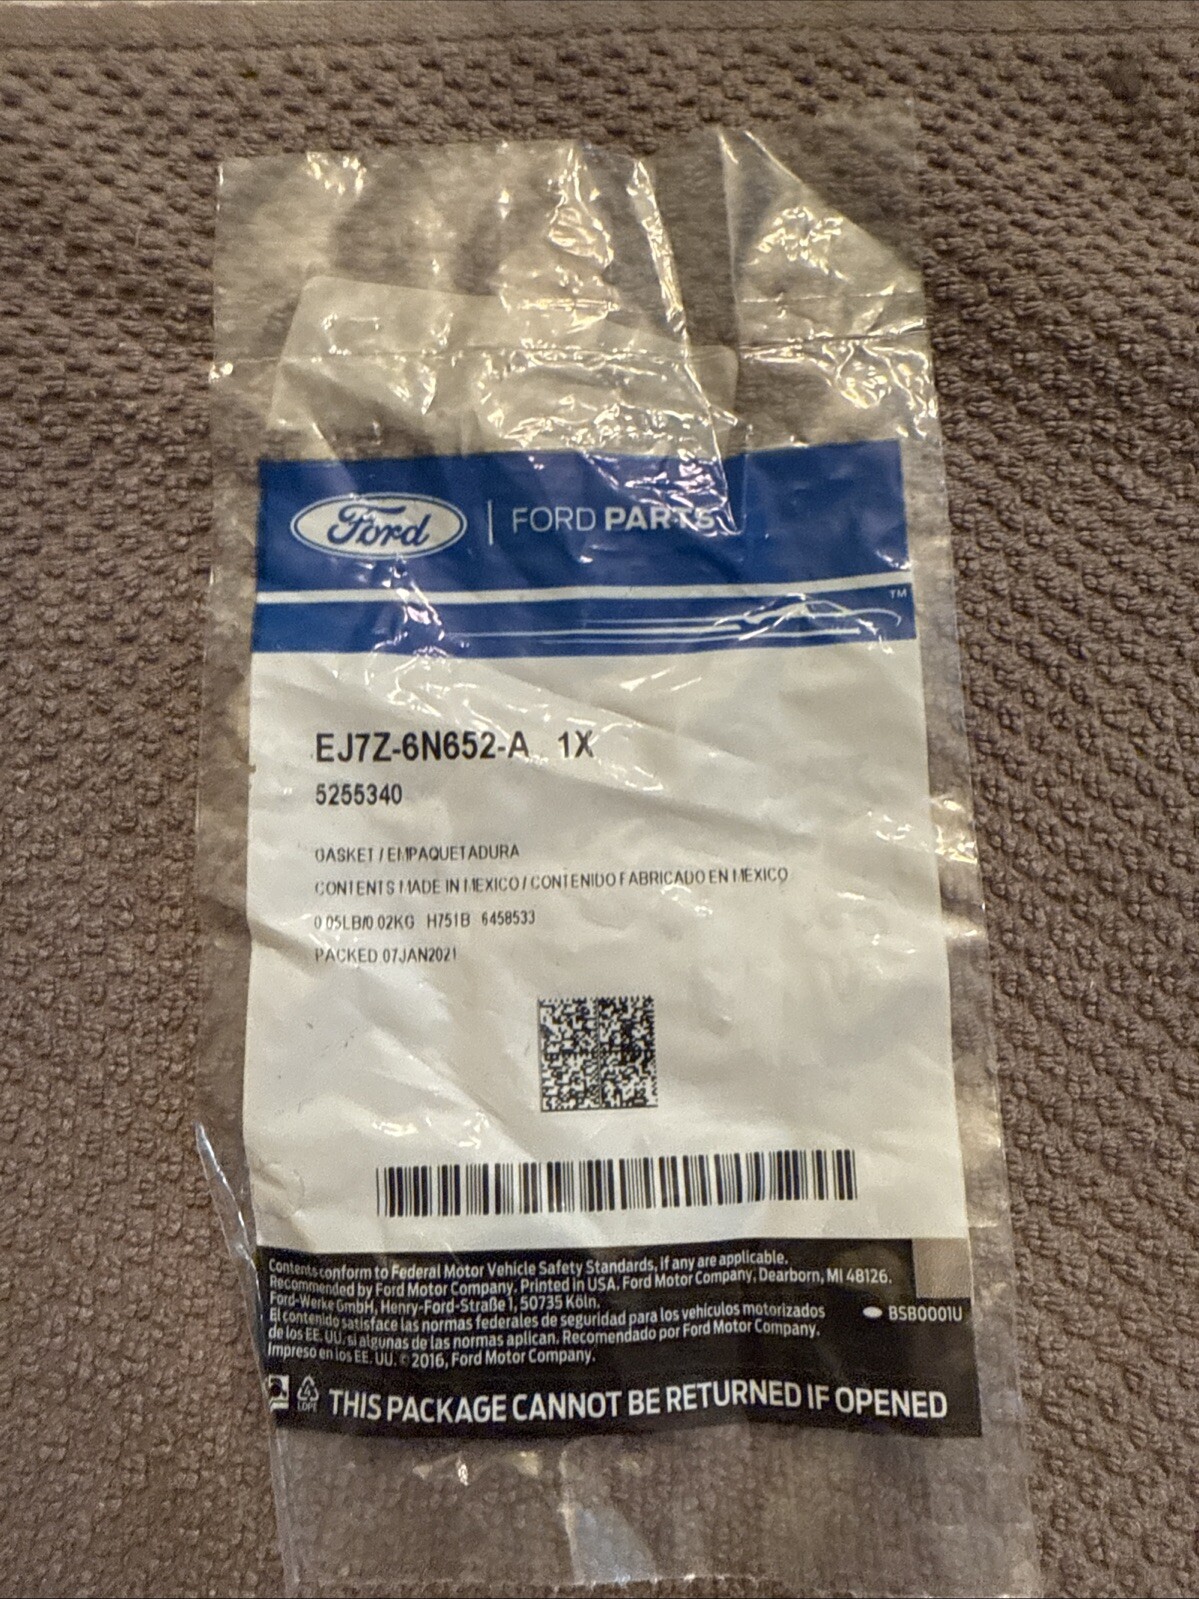 Ford | FORD PARTS
TM
EJ7Z-6N652-A 1X
5255340
GASKET / EMPAQUETADURA
CONTENTS MADE IN MEXICO / CONTENIDO FABRICADO EN MÉXICO
0.05LB/0.02KG H751B 6458533
PACKED 07JAN2021
Contents conform to Federal Motor Vehicle Safety Standards, if any are applicable.
Recommended by Ford Motor Company. Printed in USA. Ford Motor Company, Dearborn, MI 48126.
Ford-Werke GmbH, Henry-Ford-Straße 1, 50735 Köln.
El contenido satisface las normas federales de seguridad para los vehículos motorizados
de los EE. UU. si algunas de las normas aplican. Recomendado por Ford Motor Company.
Impreso en los EE. UU. © 2016, Ford Motor Company.
BSB0001U
LDPE
THIS PACKAGE CANNOT BE RETURNED IF OPENED